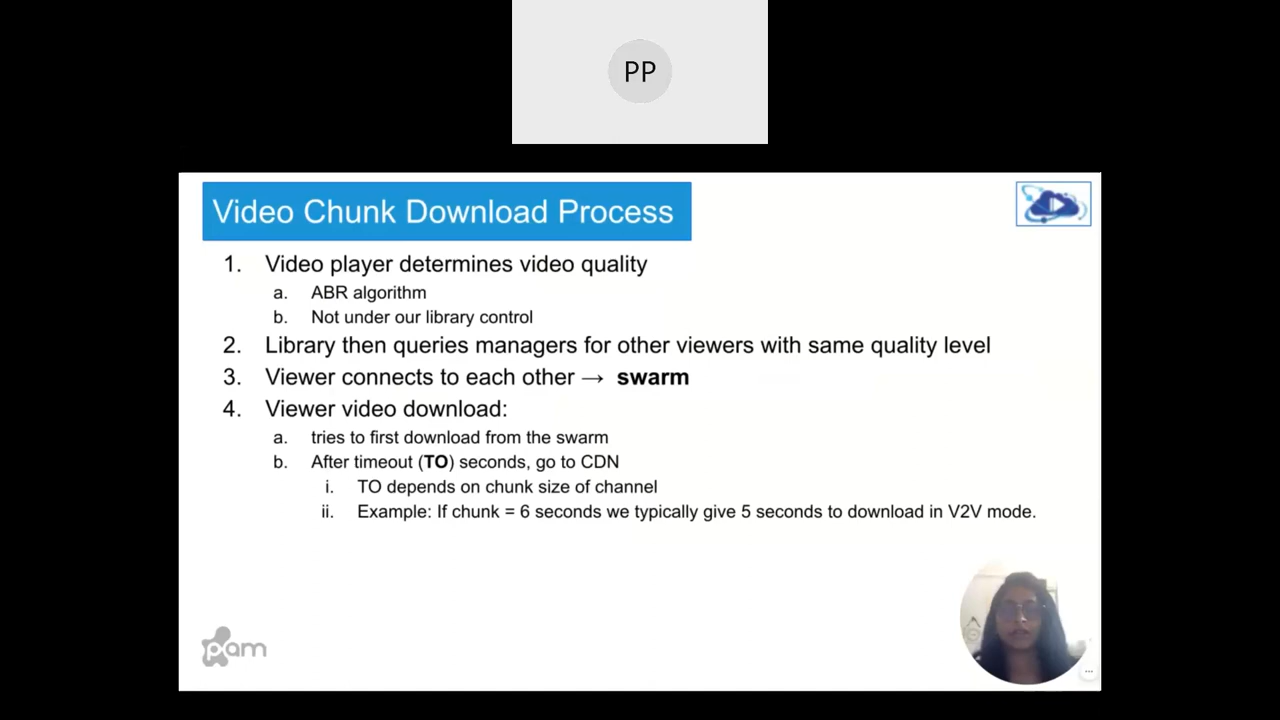 PP
Video Chunk Download Process
1. Video player determines video quality
a. ABR algorithm
b. Not under our library control
2. Library then queries managers for other viewers with same quality level
3. Viewer connects to each other → swarm
4. Viewer video download:
a. tries to first download from the swarm
b. After timeout (TO) seconds, go to CDN
i. TO depends on chunk size of channel
ii. Example: If chunk = 6 seconds we typically give 5 seconds to download in V2V mode.
pam